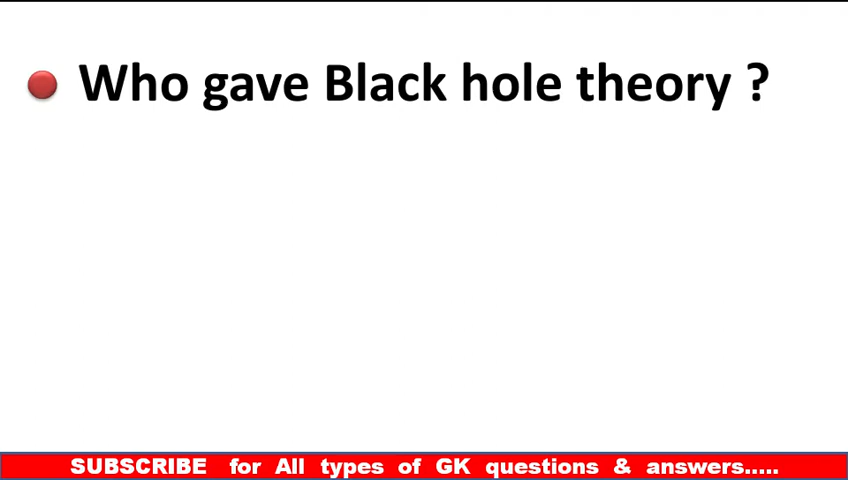 Who gave Black hole theory ?
SUBSCRIBE for All types of GK questions & answers.....